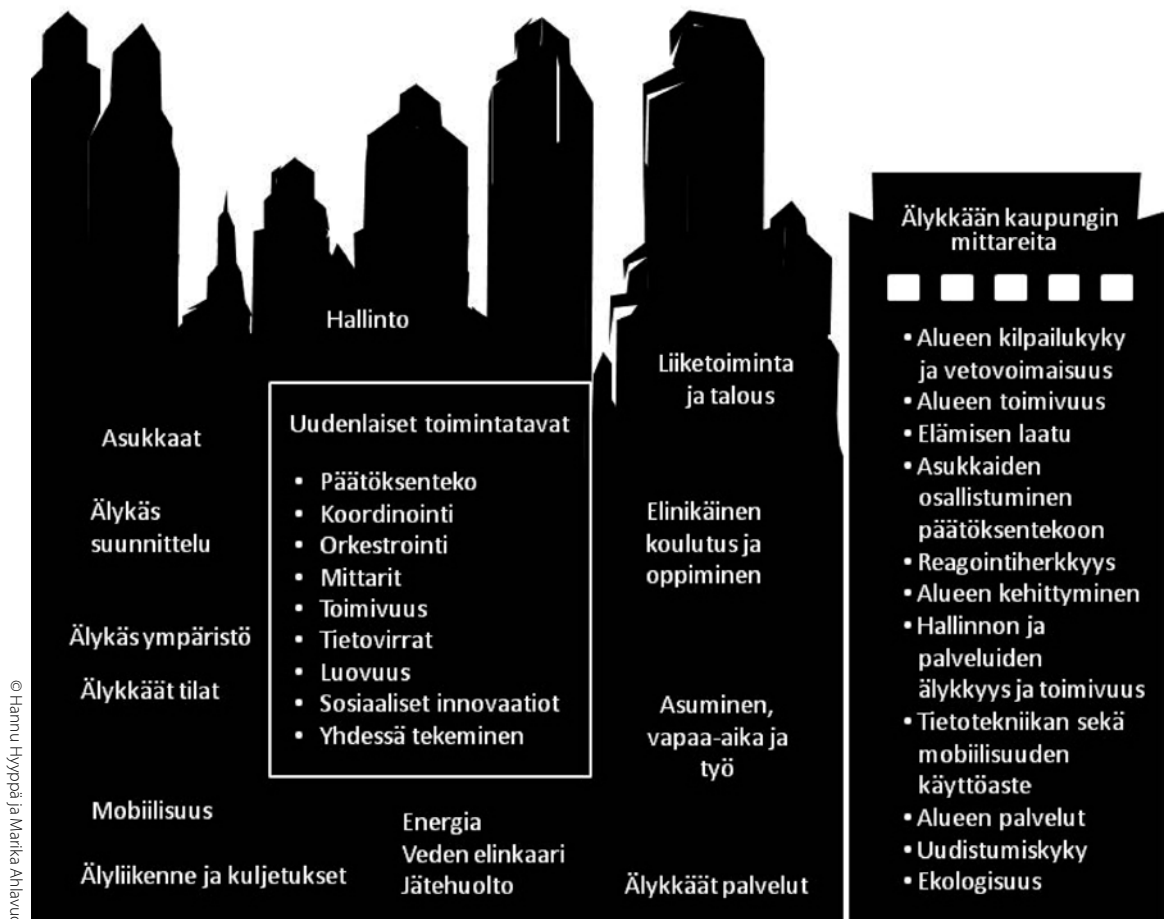 Hallinto
Asukkaat
Älykäs
suunnittelu
Älykäs ympäristö
Älykkäät tilat
Mobiilisuus
Älyliikenne ja kuljetukset
Uudenlaiset toimintatavat
• Päätöksenteko
• Koordinointi
• Orkestrointi
• Mittarit
• Toimivuus
• Tietovirrat
• Luovuus
• Sosiaaliset innovaatiot
• Yhdessä tekeminen
Energia
Veden elinkaari
Jätehuolto
Liiketoiminta
ja talous
Elinikäinen
koulutus ja
oppiminen
Asuminen,
vapaa-aika ja
työ
Älykkäät palvelut
Älykkään kaupungin
mittareita
• Alueen kilpailukyky
ja vetovoimaisuus
• Alueen toimivuus
• Elämisen laatu
• Asukkaiden
osallistuminen
päätöksentekoon
• Reagointiherkkyys
• Alueen kehittyminen
• Hallinnon ja
palveluiden
älykkyys ja toimivuus
• Tietotekniikan sekä
mobiilisuuden
käyttöaste
• Alueen palvelut
• Uudistumiskyky
• Ekologisuus
© Hannu Hyyppä ja Marika